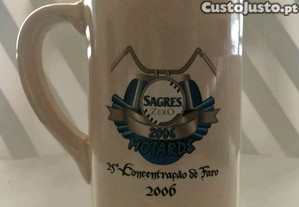 CustoJusto.pt
SAGRES
ZERO
2006
MOTARDS
25ª Concentração de Faro
2006